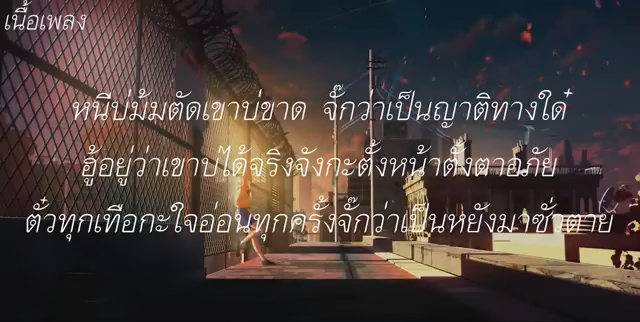 เนื้อเพลง
หนีบ่ม้มตัดเขาบ่ขาด จั๊กว่าเป็นญาติทางใด๋
ฮู้อยู่ว่าเขาบ่ได้จริงจังกะตั้งหน้าตั้งตาอภัย
ตั๋วทุกเทือกะใจอ่อนทุกครั้งจั๊กว่าเป็นหยังมาซั่วตาย